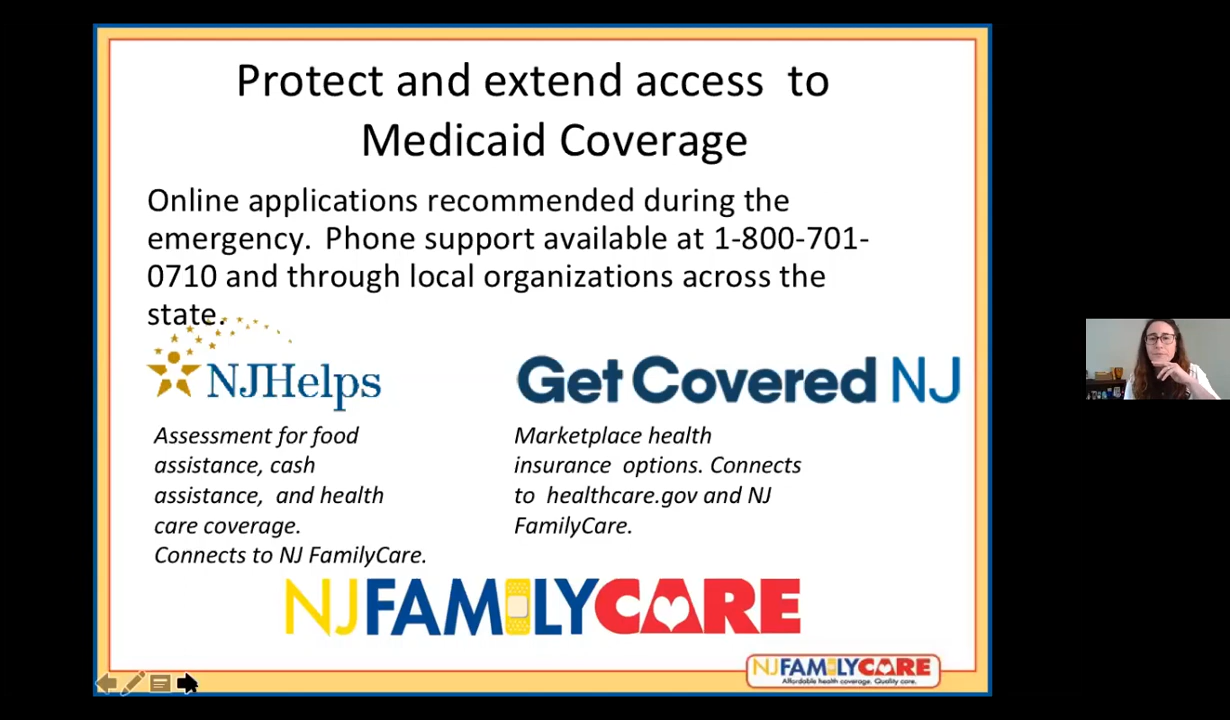 Protect and extend access to
Medicaid Coverage
Online applications recommended during the
emergency. Phone support available at 1-800-701-
0710 and through local organizations across the
state.
NJHelps
Assessment for food
assistance, cash
assistance, and health
care coverage.
Connects to NJ FamilyCare.
Get Covered NJ
Marketplace health
insurance options. Connects
to healthcare.gov and NJ
FamilyCare.
NJFAMILYCARE
NJFAMILYCARE
Affordable health coverage. Quality care.